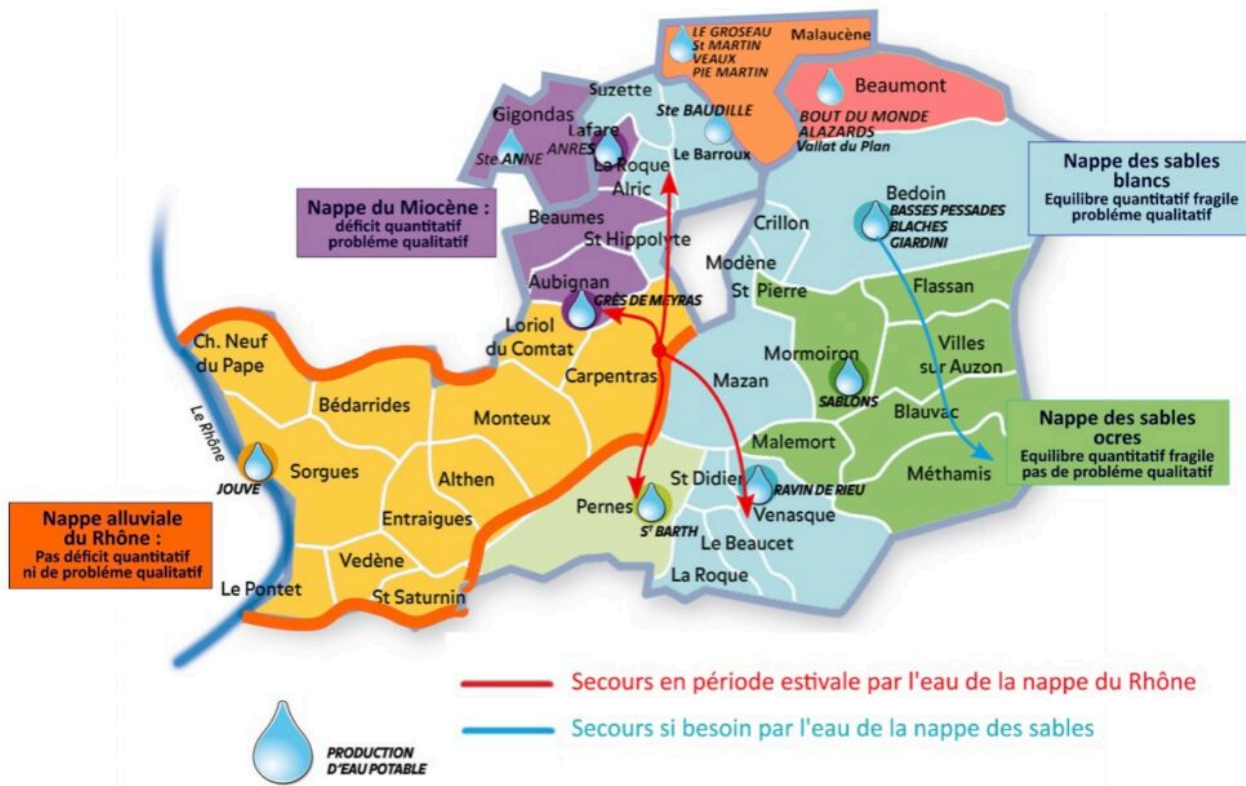 LE GROSEAU
St MARTIN
VEAUX
PIE MARTIN
Malaucène
Beaumont
BOUT DU MONDE
ALAZARDS
Vallat du Plan
Suzette
Ste BAUDILLE
Gigondas
Lafare
ANRES
Ste ANNE
La Roque
Alric
Le Barroux
Nappe des sables
blancs
Equilibre quantitatif fragile
probléme qualitatif
Bedoin
BASSES PESSADES
BLACHES
GIARDINI
Nappe du Miocène :
déficit quantitatif
probléme qualitatif
Beaumes
St Hippolyte
Crillon
Modène
St Pierre
Flassan
Aubignan
GRÈS DE MEYRAS
Loriol
du Comtat
Ch. Neuf
du Pape
Carpentras
Mazan
Mormoiron
SABLONS
Villes
sur Auzon
Bédarrides
Monteux
Blauvac
Le Rhône
Nappe des sables
ocres
Equilibre quantitatif fragile
pas de probléme qualitatif
Malemort
Méthamis
Sorgues
JOUVE
Althen
St Didier
RAVIN DE RIEU
Venasque
Pernes
ST BARTH
Nappe alluviale
du Rhône :
Pas déficit quantitatif
ni de probléme qualitatif
Entraigues
Le Beaucet
Vedène
La Roque
Le Pontet
St Saturnin
Secours en période estivale par l'eau de la nappe du Rhône
Secours si besoin par l'eau de la nappe des sables
PRODUCTION
D'EAU POTABLE